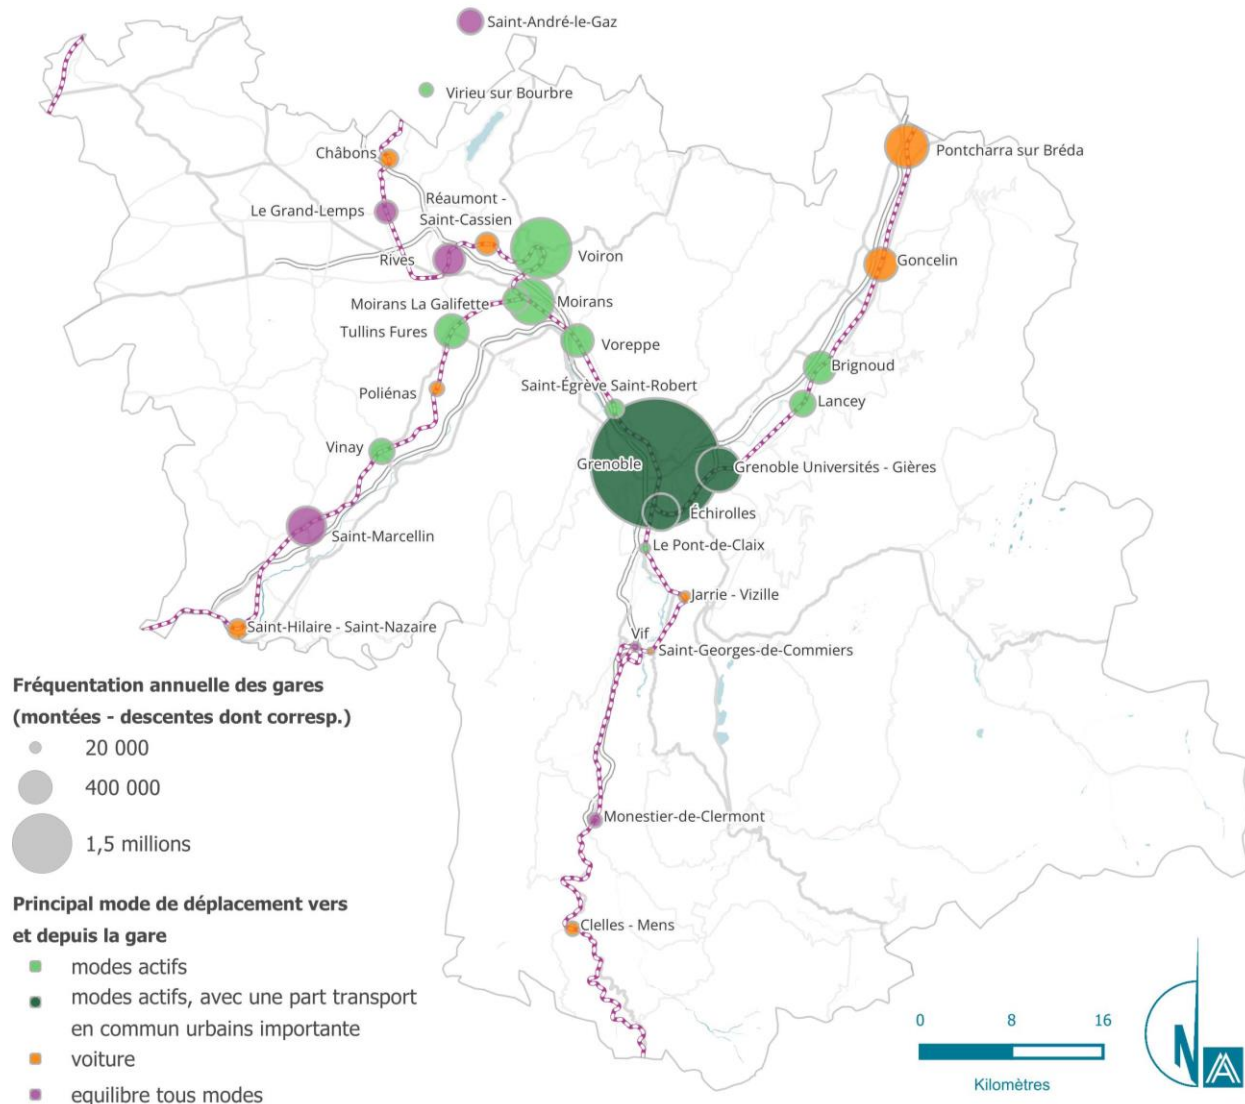 Saint-André-le-Gaz
Virieu sur Bourbre
Châbons
Pontcharra sur Bréda
Le Grand-Lemps
Réaumont -
Saint-Cassien
Rives
Voiron
Goncelin
Moirans La Galifette
Moirans
Tullins Fures
Voreppe
Brignoud
Poliénas
Saint-Égrève Saint-Robert
Lancey
Vinay
Grenoble
Grenoble Universités - Gières
Échirolles
Saint-Marcellin
Le Pont-de-Claix
Jarrie - Vizille
Saint-Hilaire - Saint-Nazaire
Vif
Saint-Georges-de-Commiers
Monestier-de-Clermont
Clelles - Mens
Fréquentation annuelle des gares
(montées - descentes dont corresp.)
20 000
400 000
1,5 millions
Principal mode de déplacement vers
et depuis la gare
modes actifs
modes actifs, avec une part transport
en commun urbains importante
voiture
equilibre tous modes
0 8 16
Kilomètres
N